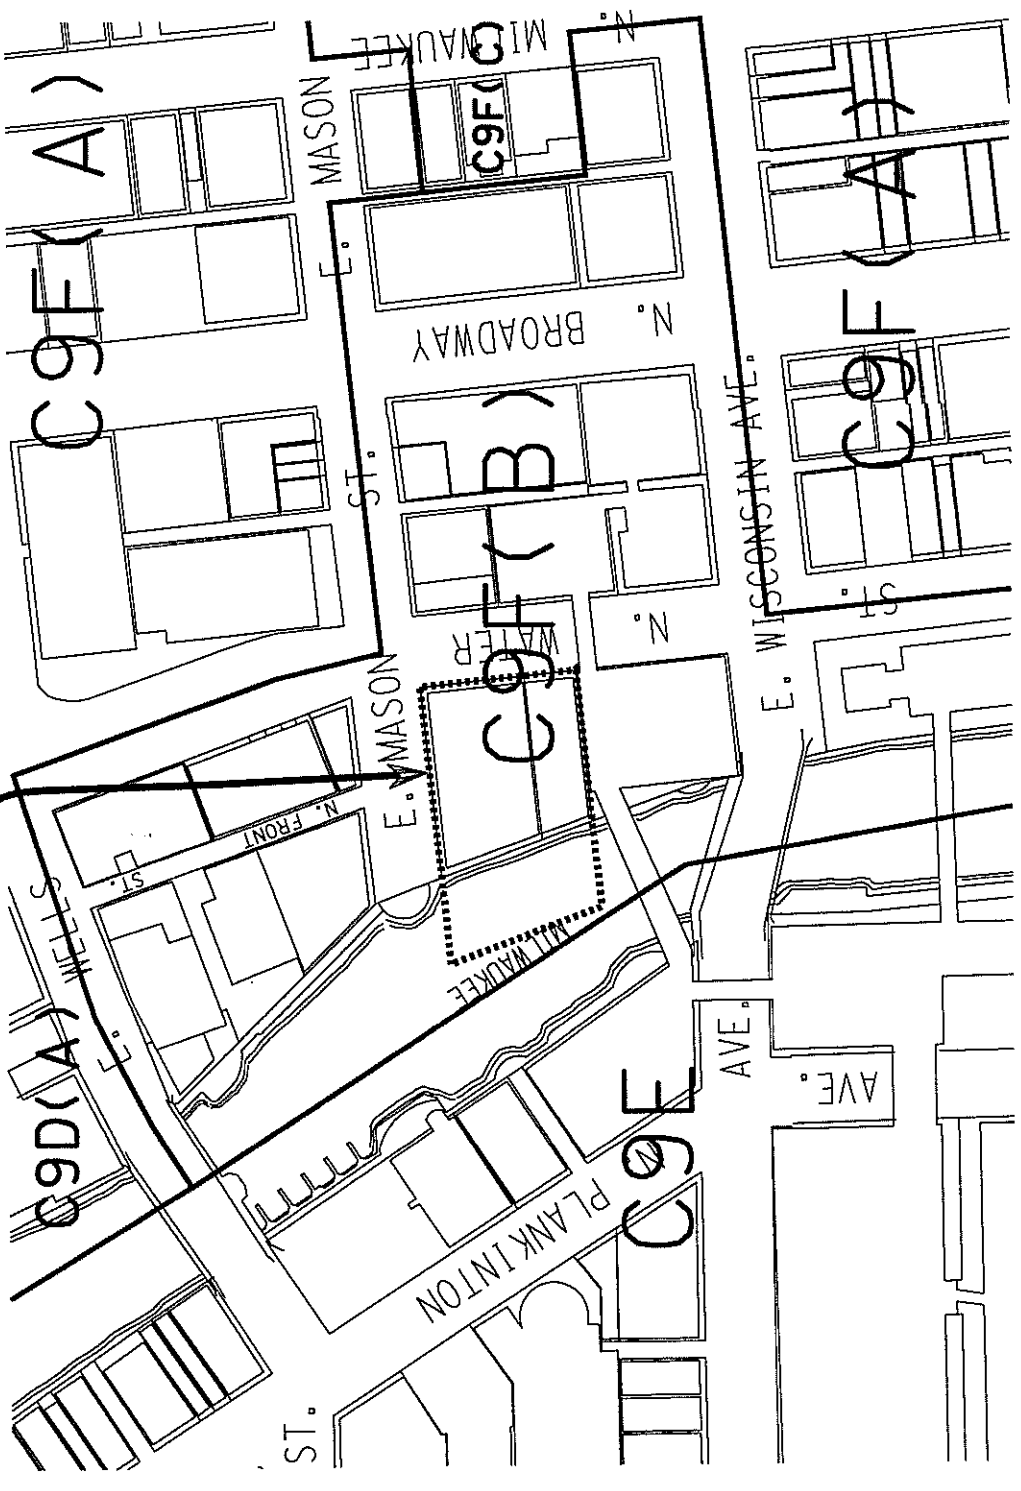 C9F(A)
MASON
E.
ST.
E. MASON
N. MILWAUKEE
C9F(C)
N. BROADWAY
C9F(B)
N. WATER
ST.
E. WISCONSIN AVE.
C9F(A)
N. FRONT
ST.
E.
WELLS
C9D(A)
MILWAUKEE
C9E
AVE.
AVE.
N
PLANKINTON
ST.